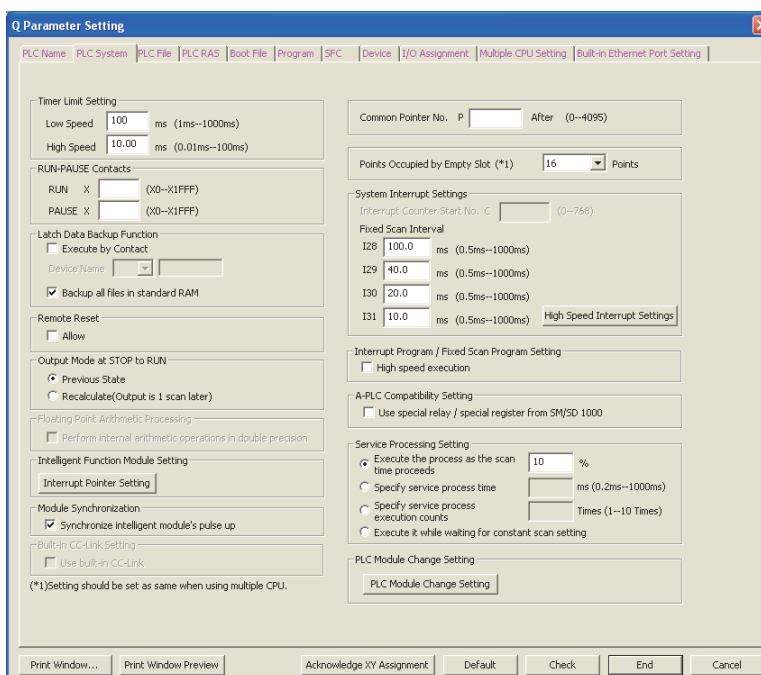 Q Parameter Setting
PLC Name PLC System PLC File PLC RAS Boot File Program SFC Device I/O Assignment Multiple CPU Setting Built-in Ethernet Port Setting
Timer Limit Setting
Low Speed 100 ms (1ms--1000ms)
High Speed 10.00 ms (0.01ms--100ms)
RUN-PAUSE Contacts
RUN X (X0--X1FFF)
PAUSE X (X0--X1FFF)
Latch Data Backup Function
Execute by Contact
Device Name
Backup all files in standard RAM
Remote Reset
Allow
Output Mode at STOP to RUN
Previous State
Recalculate(Output is 1 scan later)
Floating Point Arithmetic Processing
Perform internal arithmetic operations in double precision
Intelligent Function Module Setting
Interrupt Pointer Setting
Module Synchronization
Synchronize intelligent module's pulse up
Built-in CC-Link Setting
Use built-in CC-Link
(*1)Setting should be set as same when using multiple CPU.
Common Pointer No. P After (0--4095)
Points Occupied by Empty Slot (*1) 16 Points
System Interrupt Settings
Interrupt Counter Start No. C (0--768)
Fixed Scan Interval
I28 100.0 ms (0.5ms--1000ms)
I29 40.0 ms (0.5ms--1000ms)
I30 20.0 ms (0.5ms--1000ms)
I31 10.0 ms (0.5ms--1000ms) High Speed Interrupt Settings
Interrupt Program / Fixed Scan Program Setting
High speed execution
A-PLC Compatibility Setting
Use special relay / special register from SM/SD 1000
Service Processing Setting
Execute the process as the scan
time proceeds 10 %
Specify service process time ms (0.2ms--1000ms)
Specify service process
execution counts Times (1--10 Times)
Execute it while waiting for constant scan setting
PLC Module Change Setting
PLC Module Change Setting
Print Window... Print Window Preview Acknowledge XY Assignment Default Check End Cancel